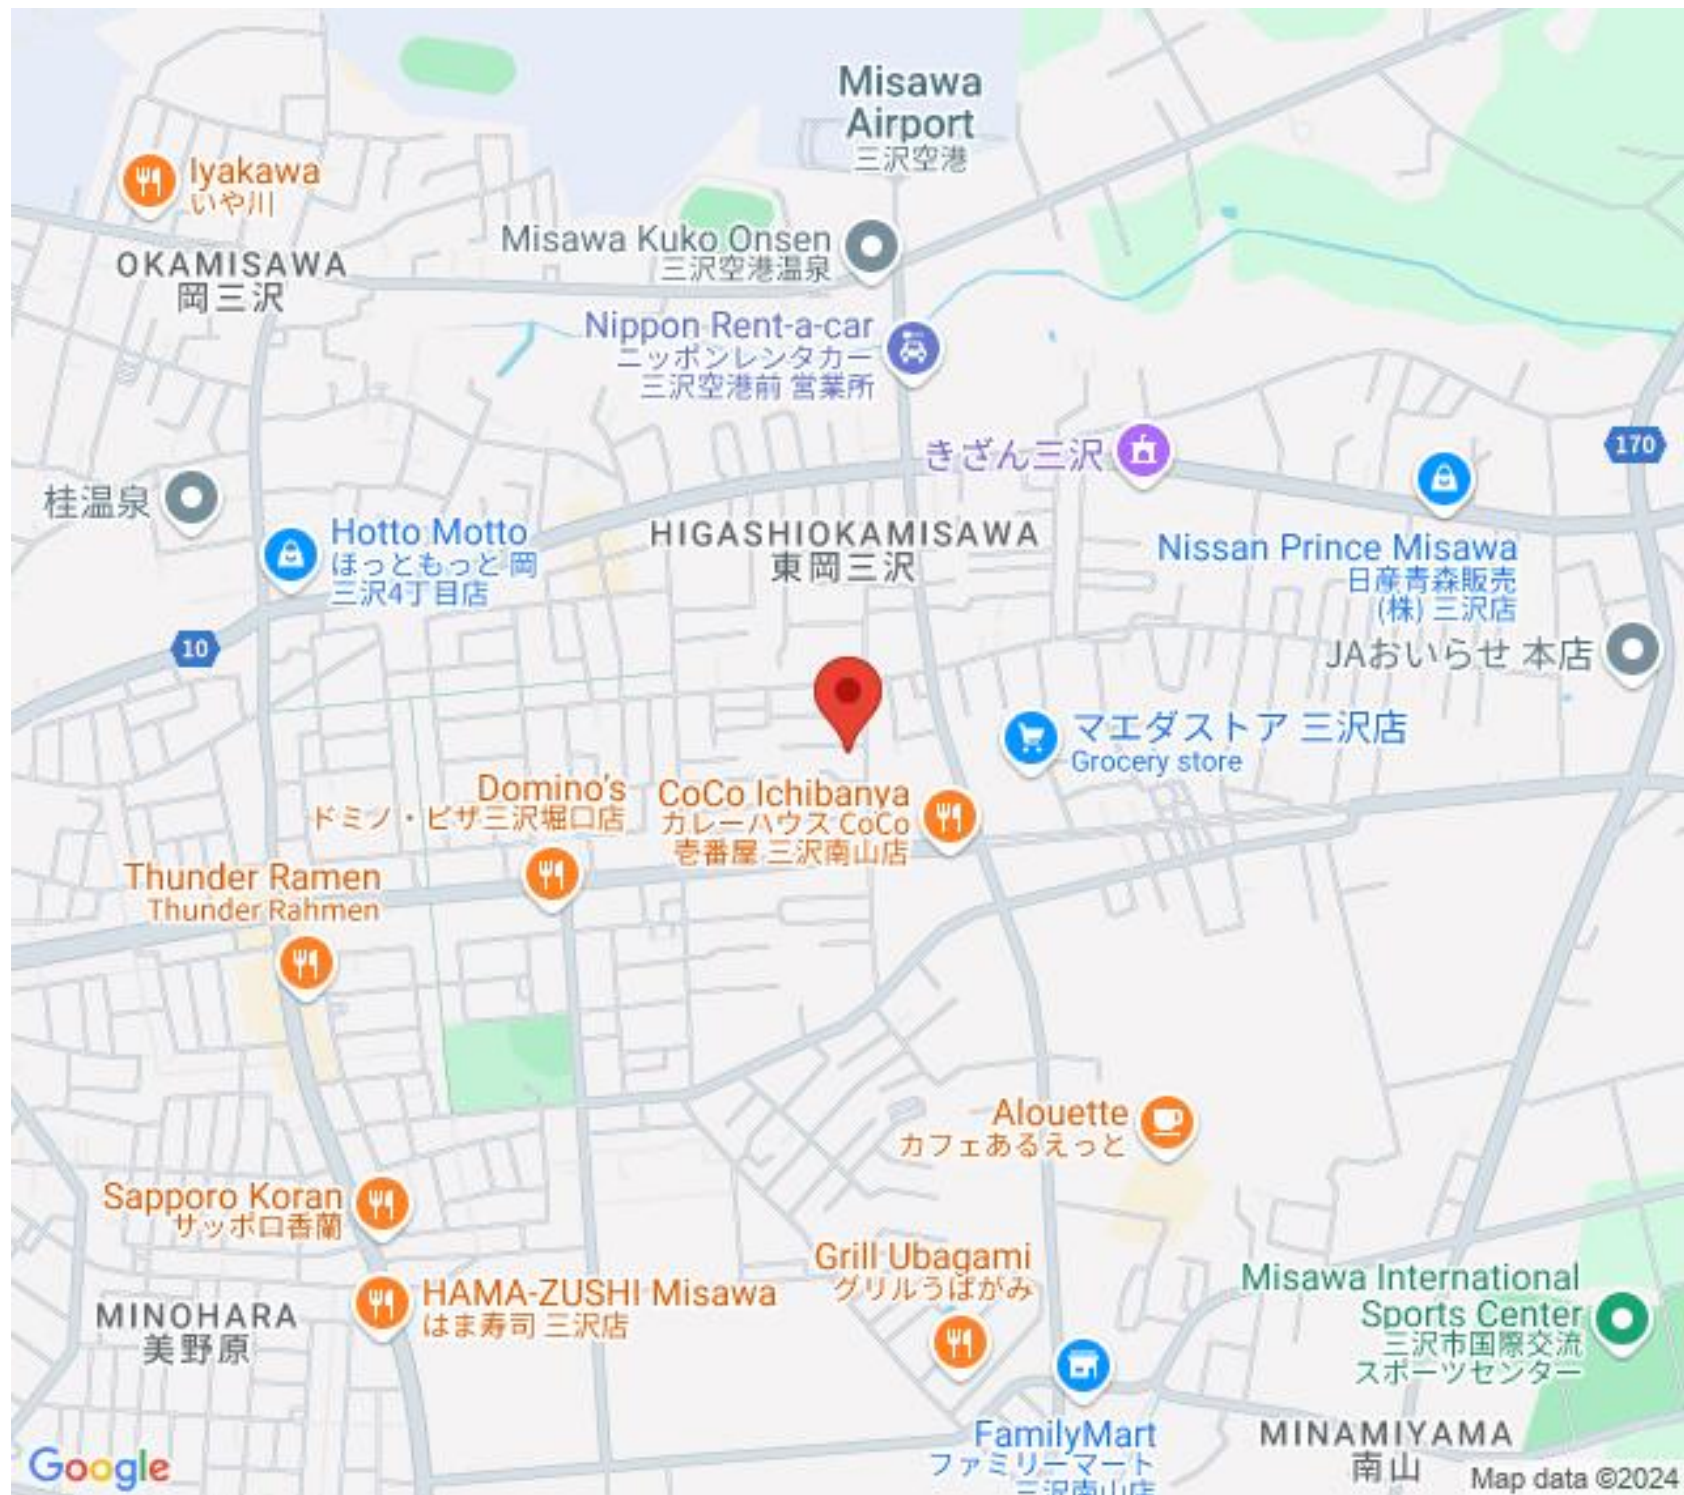 Misawa
Airport
三沢空港
Iyakawa
いや川
Misawa Kuko Onsen
三沢空港温泉
OKAMISAWA
岡三沢
Nippon Rent-a-car
ニッポンレンタカー
三沢空港前 営業所
きざん三沢
170
桂温泉
Hotto Motto
ほっともっと 岡
三沢4丁目店
HIGASHIOKAMISAWA
東岡三沢
Nissan Prince Misawa
日産青森販売
(株) 三沢店
10
JAおいらせ 本店
マエダストア 三沢店
Grocery store
Domino's
ドミノ・ピザ三沢堀口店
CoCo Ichibanya
カレーハウス CoCo
壱番屋 三沢南山店
Thunder Ramen
Thunder Rahmen
Alouette
カフェあるえっと
Sapporo Koran
サッポロ香蘭
Grill Ubagami
グリルうばがみ
HAMA-ZUSHI Misawa
はま寿司 三沢店
Misawa International
Sports Center
三沢市国際交流
スポーツセンター
MINOHARA
美野原
FamilyMart
ファミリーマート
三沢南山店
MINAMIYAMA
南山
Google
Map data ©2024